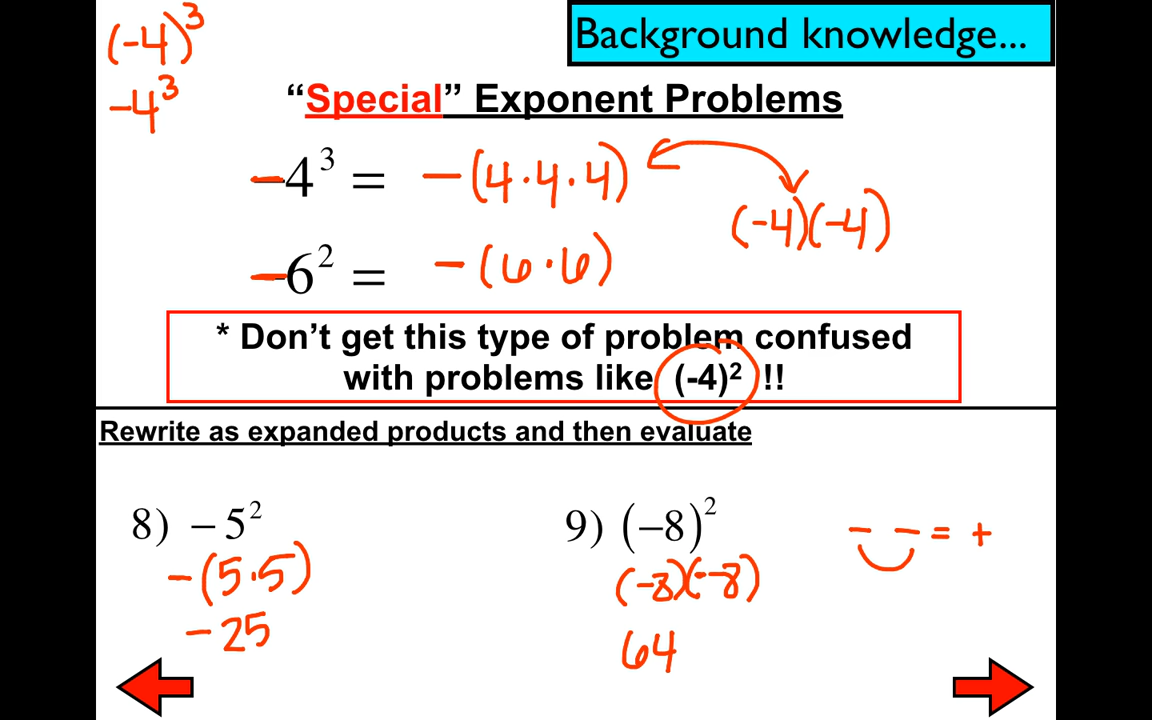 (-4)³
-4³
Background knowledge...
“Special” Exponent Problems
-4³ = -(4·4·4)
(-4)(-4)
-6² = -(6·6)
* Don’t get this type of problem confused
with problems like (-4)² !!
Rewrite as expanded products and then evaluate
8) -5²
-(5·5)
-25
9) (-8)²
(-8)(-8)
64
- - = +